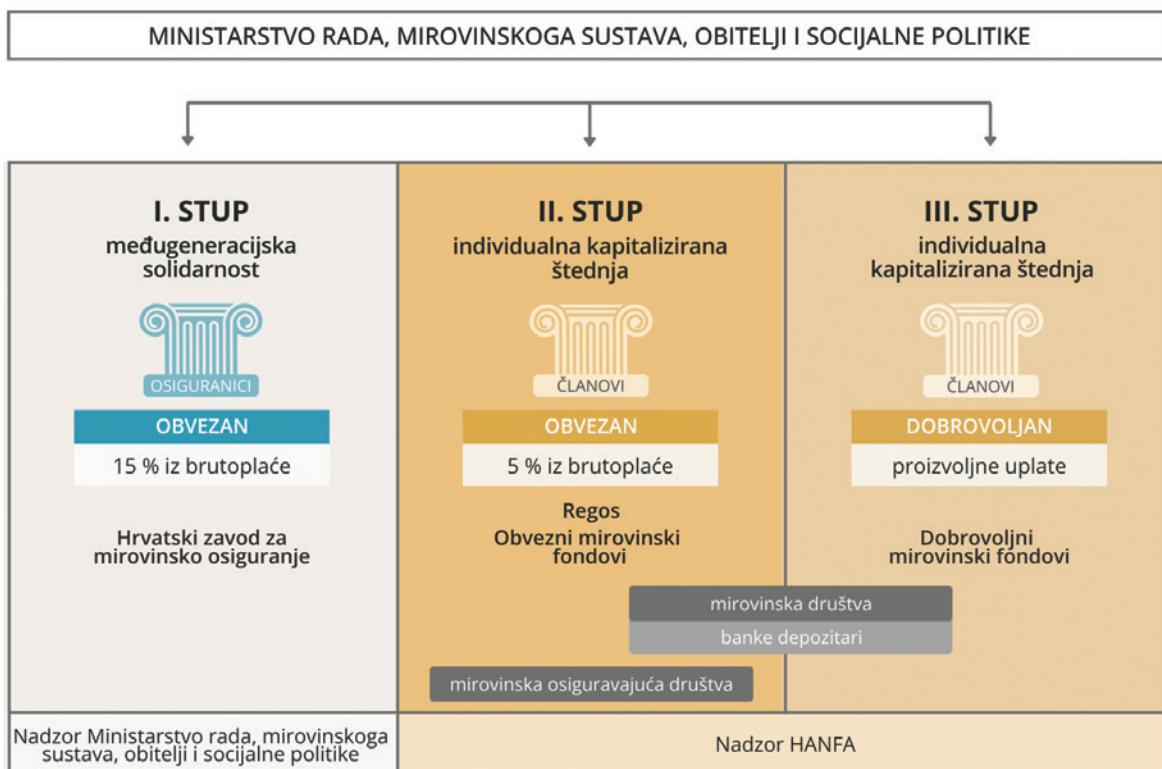 MINISTARSTVO RADA, MIROVINSKOGA SUSTAVA, OBITELJI I SOCIJALNE POLITIKE
I. STUP
međugeneracijska
solidarnost
OSIGURANICI
OBVEZAN
15 % iz brutoplaće
Hrvatski zavod za
mirovinsko osiguranje
II. STUP
individualna kapitalizirana
štednja
ČLANOVI
OBVEZAN
5 % iz brutoplaće
Regos
Obvezni mirovinski
fondovi
III. STUP
individualna
kapitalizirana štednja
ČLANOVI
DOBROVOLJAN
proizvoljne uplate
Dobrovoljni
mirovinski fondovi
mirovinska društva
banke depozitari
mirovinska osiguravajuća društva
Nadzor Ministarstvo rada, mirovinskoga
sustava, obitelji i socijalne politike
Nadzor HANFA